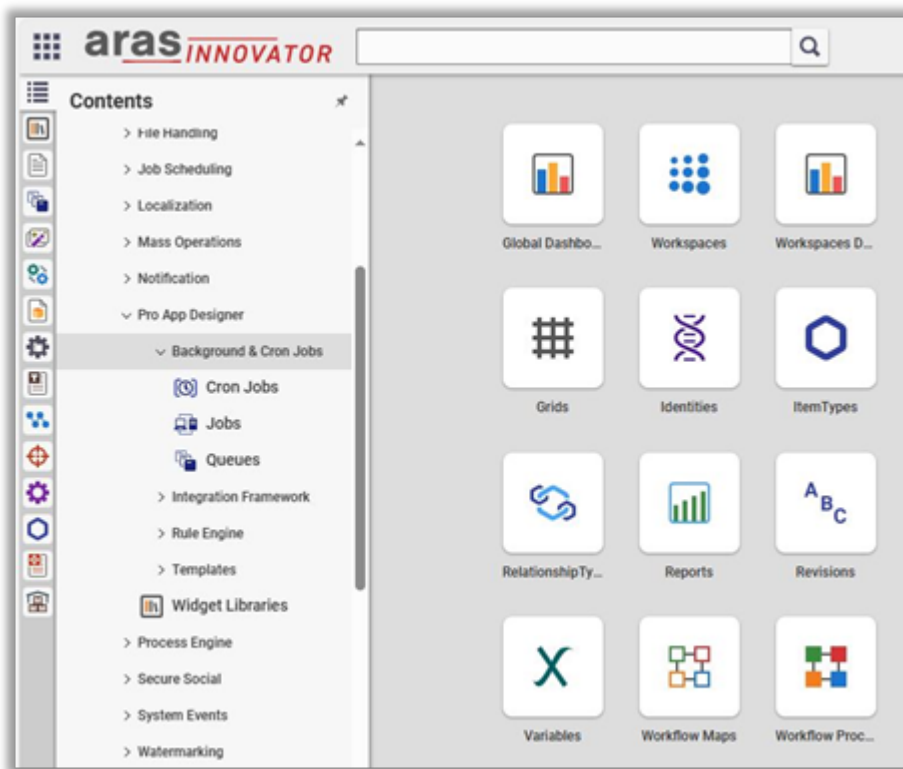 aras INNOVATOR
Contents
File Handling
Job Scheduling
Localization
Mass Operations
Notification
Pro App Designer
Background & Cron Jobs
Cron Jobs
Jobs
Queues
Integration Framework
Rule Engine
Templates
Widget Libraries
Process Engine
Secure Social
System Events
Watermarking
Global Dashbo...
Workspaces
Workspaces D...
Grids
Identities
ItemTypes
RelationshipTy...
Reports
A B C
Revisions
Variables
Workflow Maps
Workflow Proc...